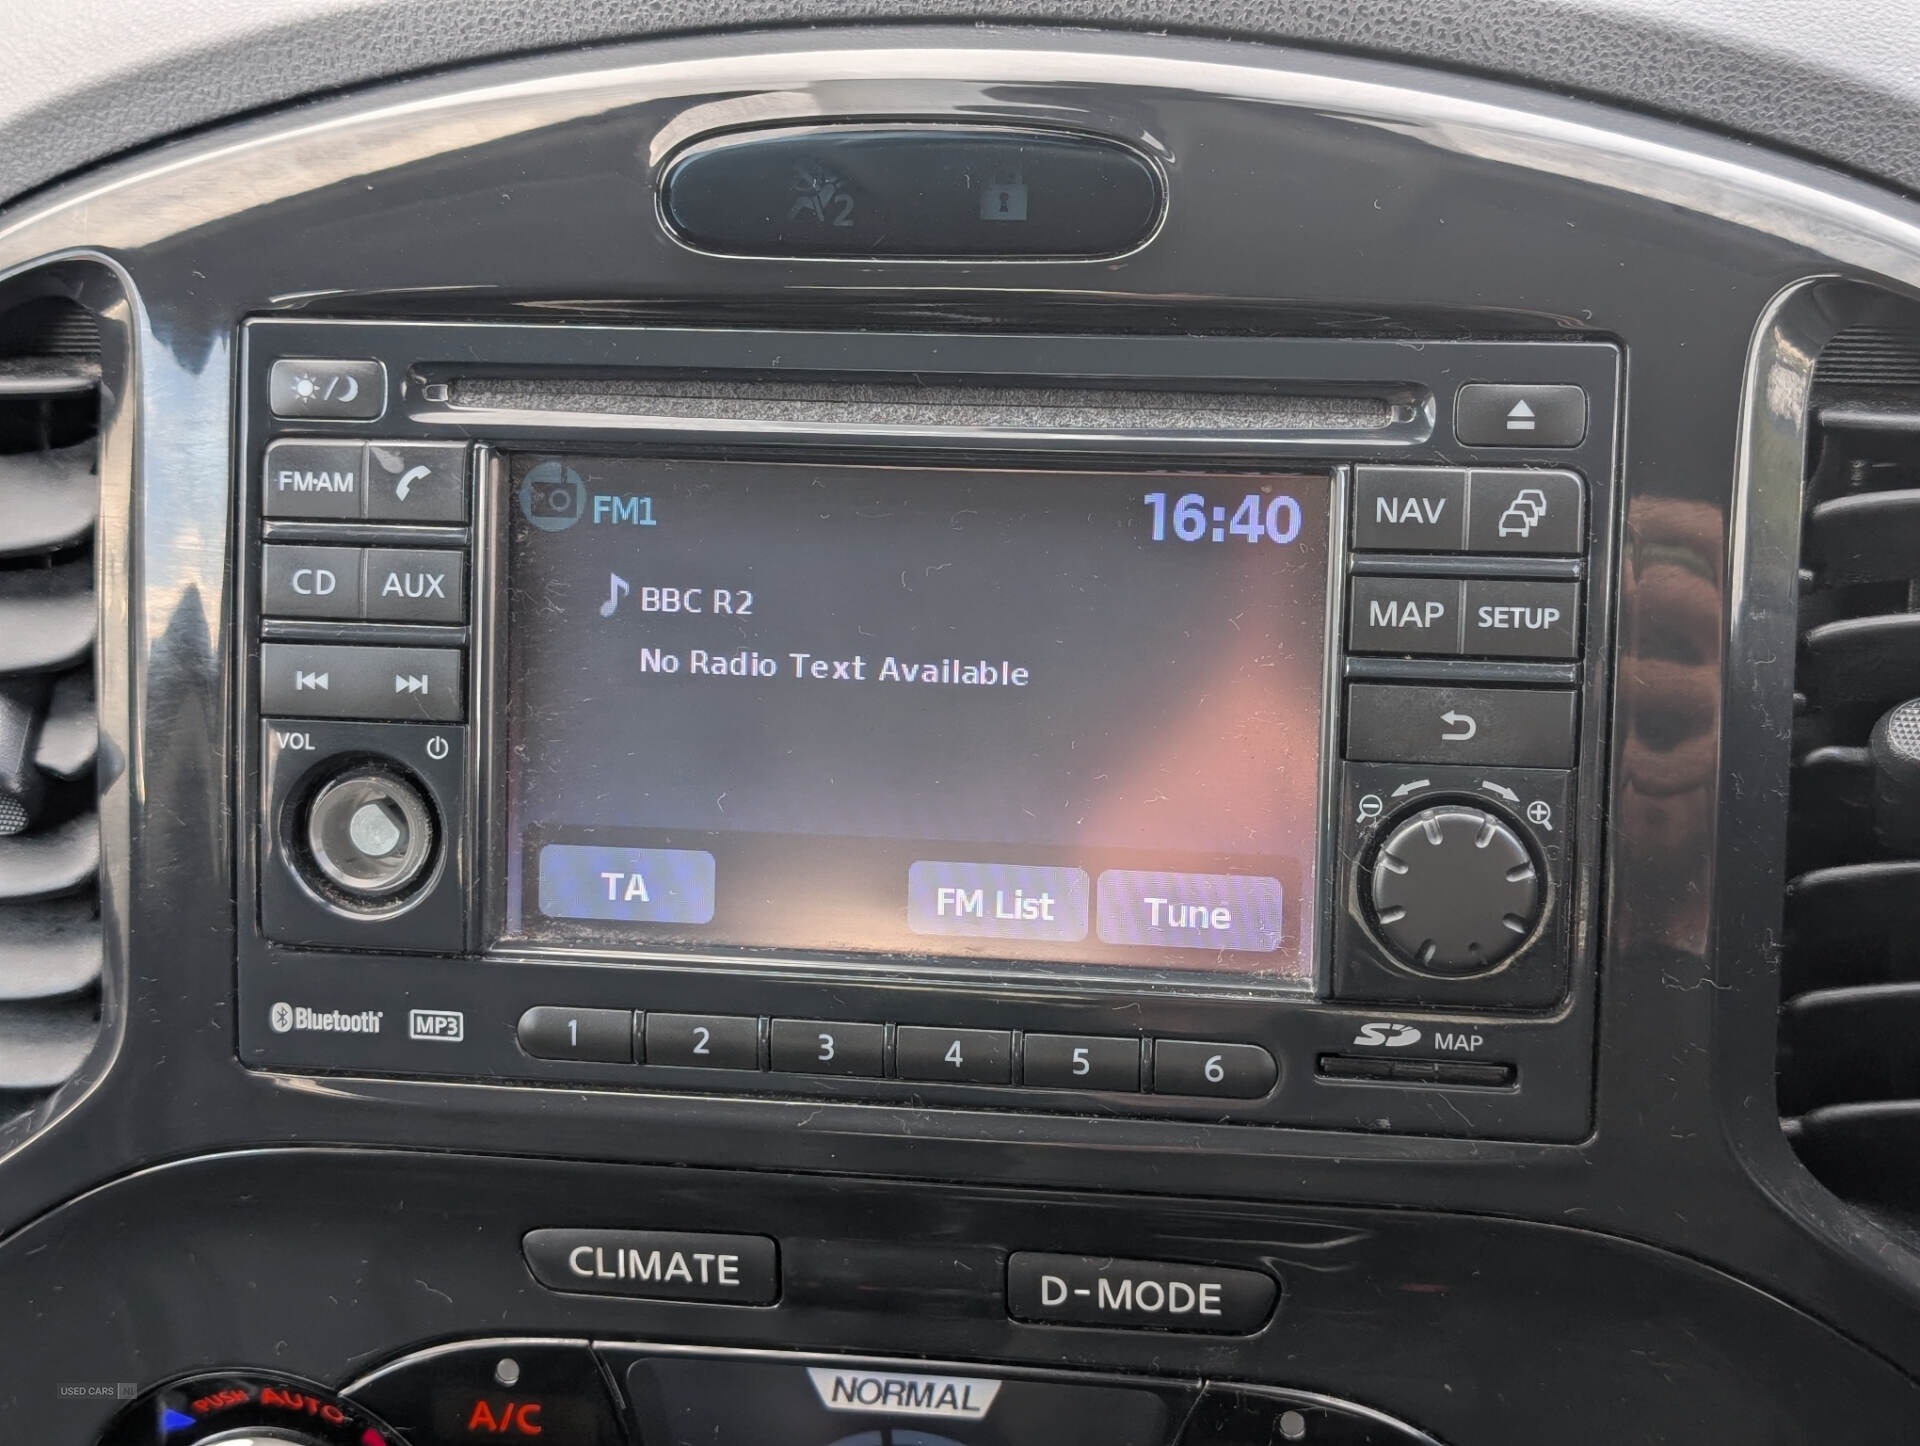 2
FM·AM
FM1
16:40
NAV
BBC R2
CD
AUX
MAP
SETUP
No Radio Text Available
VOL
TA
FM List
Tune
Bluetooth
MP3
1
2
3
4
5
6
SD MAP
CLIMATE
D-MODE
NORMAL
USED CARS NI
PUSH AUTO
A/C